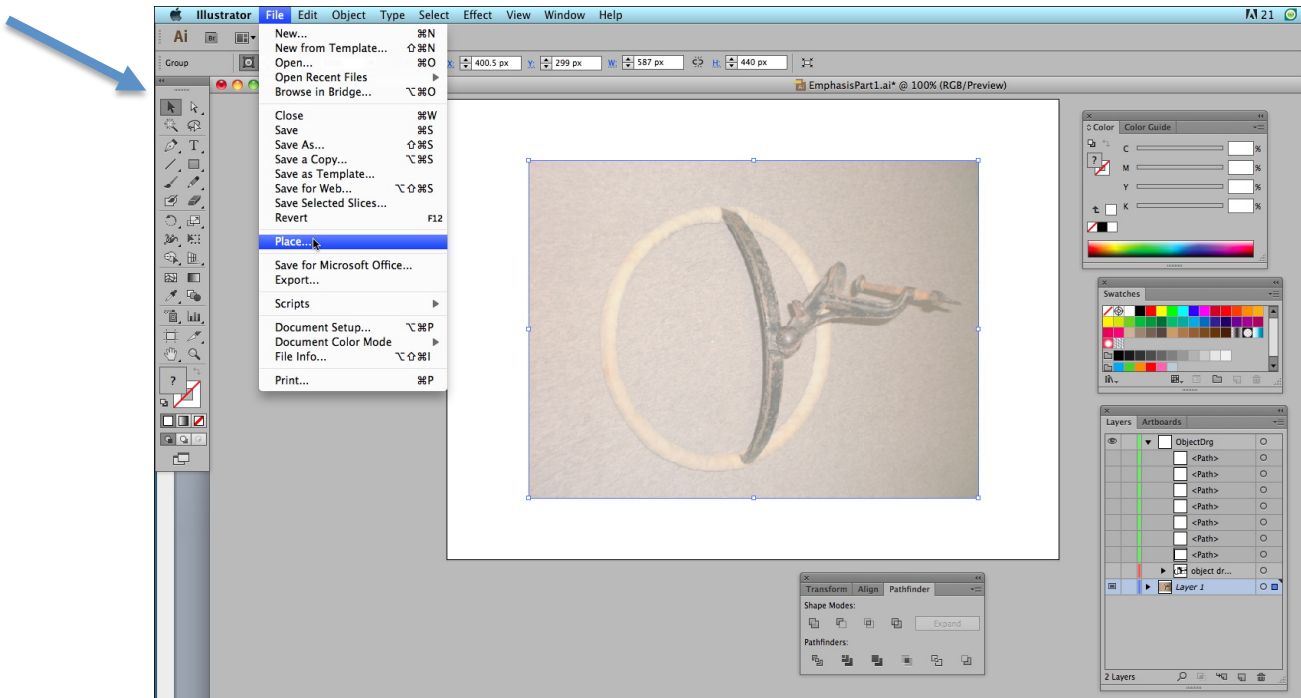 Illustrator File Edit Object Type Select Effect View Window Help 21
Ai Br
Group X: 400.5 px Y: 299 px W: 587 px H: 440 px
EmphasisPart1.ai* @ 100% (RGB/Preview)
New... ⌘N
New from Template... ⇧⌘N
Open... ⌘O
Open Recent Files ▶
Browse in Bridge... ⌥⌘O
Close ⌘W
Save ⌘S
Save As... ⇧⌘S
Save a Copy... ⌥⌘S
Save as Template...
Save for Web... ⌥⇧⌘S
Save Selected Slices...
Revert F12
Place...
Save for Microsoft Office...
Export...
Scripts ▶
Document Setup... ⌥⌘P
Document Color Mode ▶
File Info... ⌥⇧⌘I
Print... ⌘P
T
?
Color Color Guide
?
C %
M %
Y %
K %
Swatches
Layers Artboards
ObjectDrg
<Path>
<Path>
<Path>
<Path>
<Path>
<Path>
<Path>
object dr...
Layer 1
2 Layers
Transform Align Pathfinder
Shape Modes:
Expand
Pathfinders: